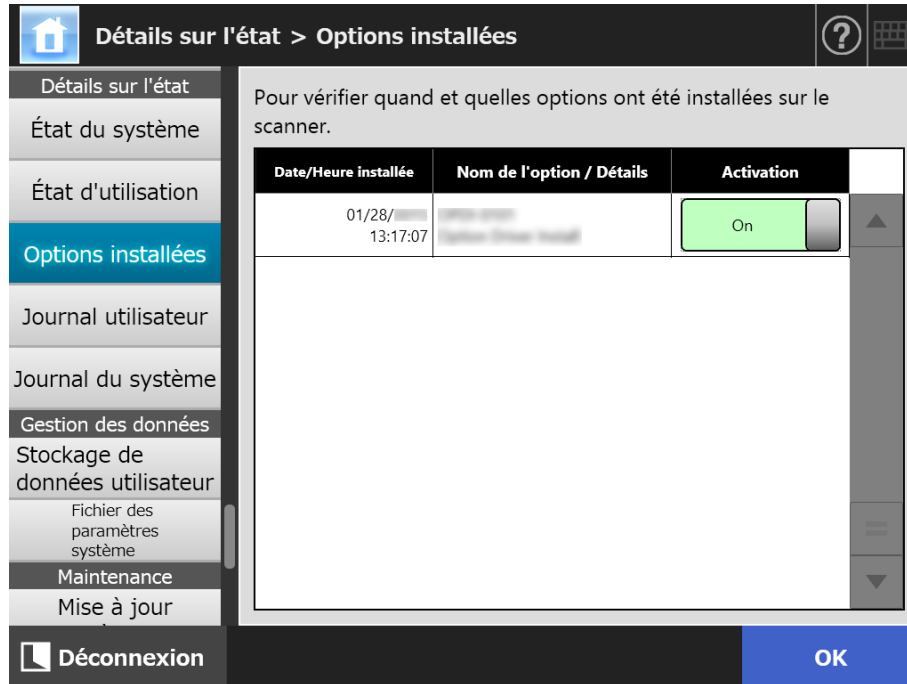 Détails sur l'état > Options installées
?
Détails sur l'état
État du système
État d'utilisation
Options installées
Journal utilisateur
Journal du système
Gestion des données
Stockage de
données utilisateur
Fichier des
paramètres
système
Maintenance
Mise à jour
Pour vérifier quand et quelles options ont été installées sur le
scanner.
Date/Heure installée Nom de l'option / Détails Activation
01/28/
13:17:07
On
Déconnexion
OK